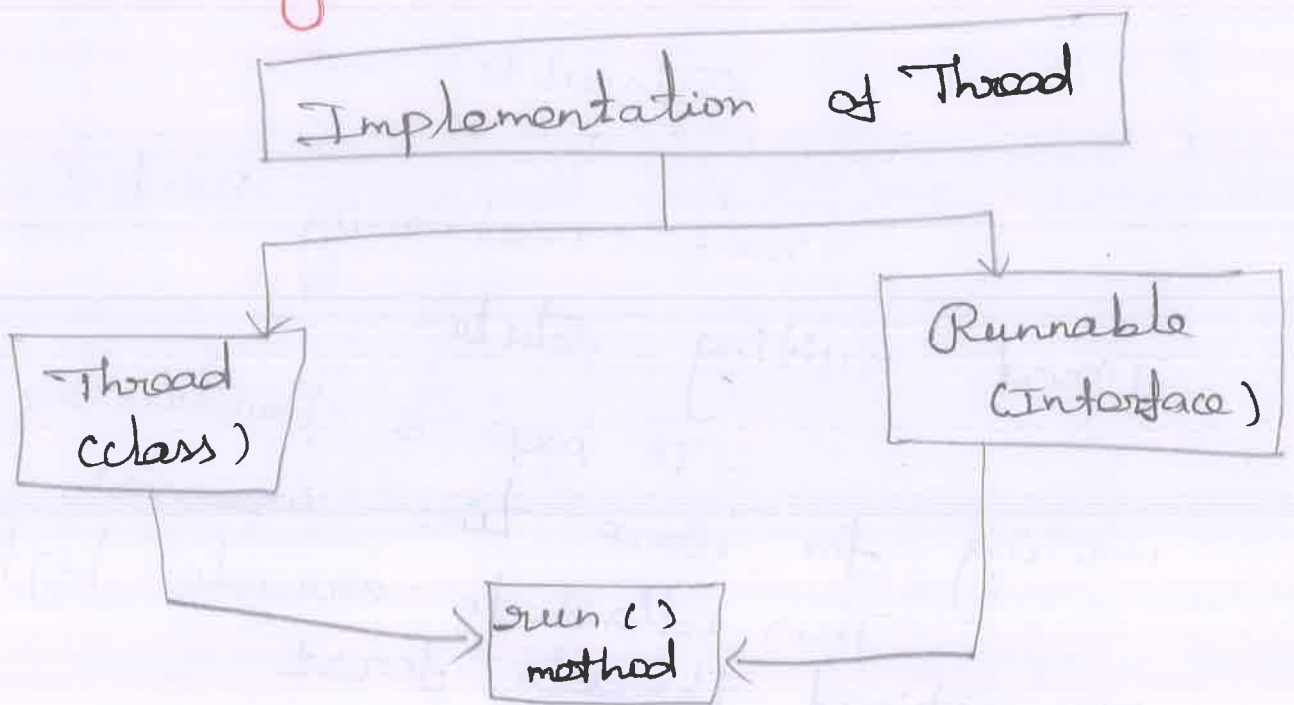 Implementation of Thread
Thread
(class)
Runnable
(Interface)
run ()
method